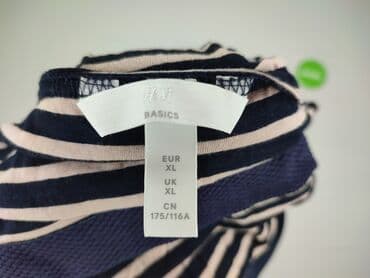 H&M
BASICS
EUR
XL
UK
XL
CN
175/116A